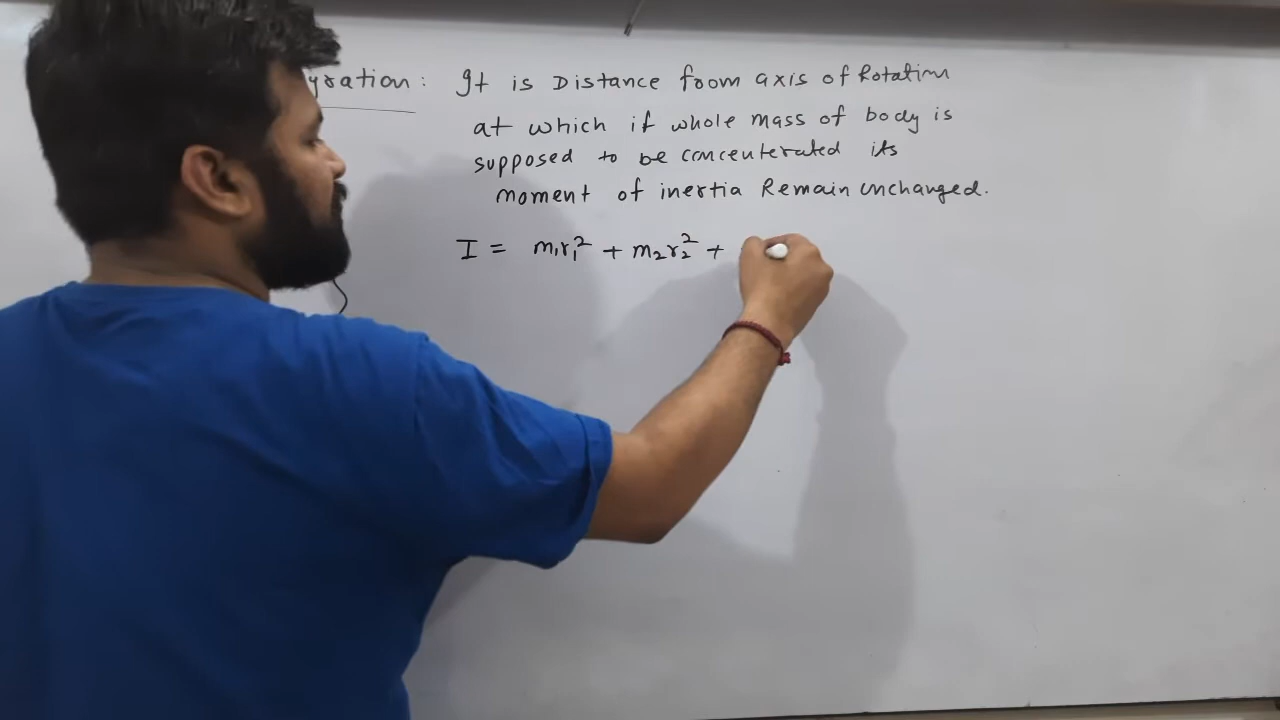 yration : It is Distance from axis of Rotation
at which if whole mass of body is
supposed to be concenterated its
moment of inertia Remain unchanged.
I = m₁r₁² + m₂r₂² +